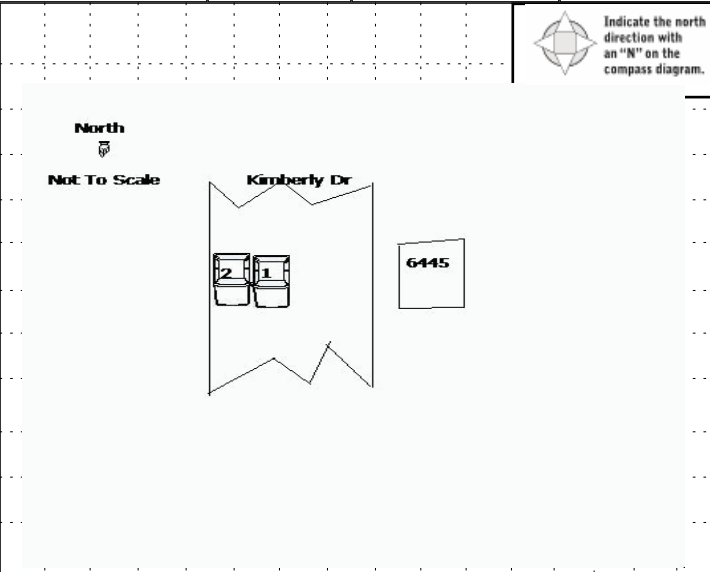 Indicate the north
direction with
an “N” on the
compass diagram.
North
Not To Scale
Kimberly Dr
2
1
6445